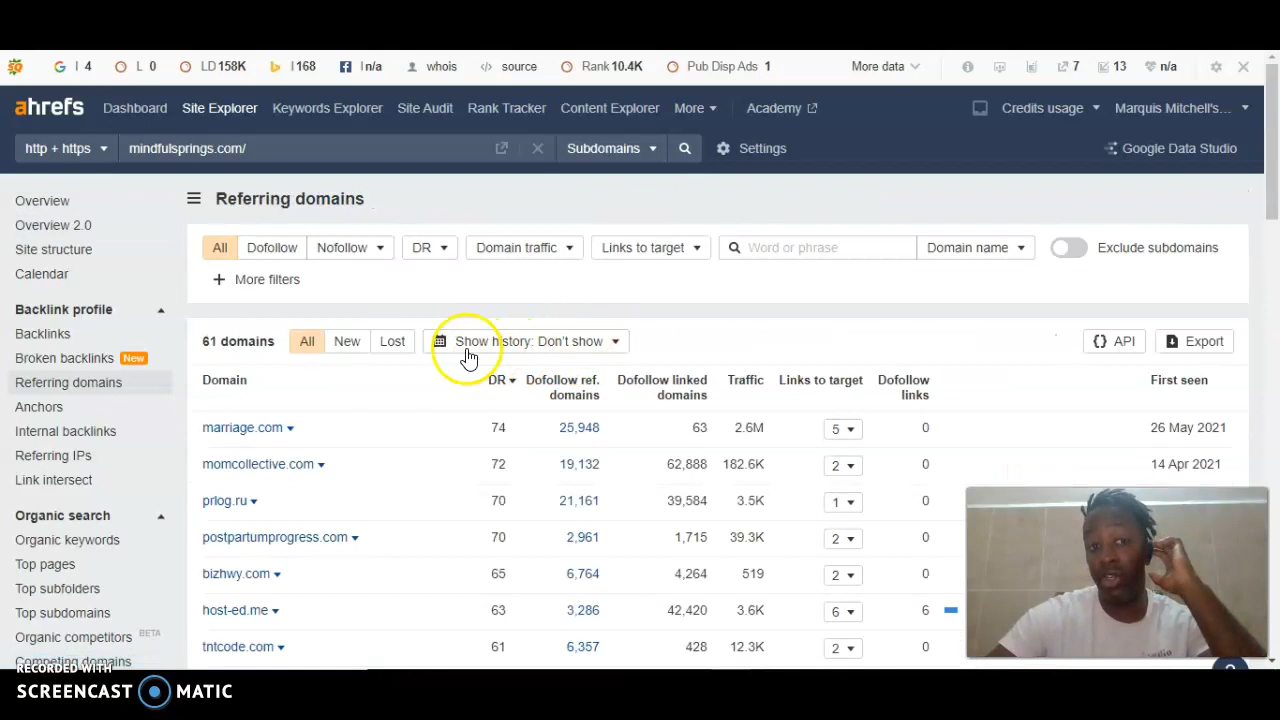 I 4 L 0 LD 158K I 168 I n/a whois source Rank 10.4K Pub Disp Ads 1 More data 7 13 n/a
ahrefs Dashboard Site Explorer Keywords Explorer Site Audit Rank Tracker Content Explorer More Academy Credits usage Marquis Mitchell's...
http + https mindfulsprings.com/ Subdomains Settings Google Data Studio
Overview
Overview 2.0
Site structure
Calendar
Backlink profile
Backlinks
Broken backlinks New
Referring domains
Anchors
Internal backlinks
Referring IPs
Link intersect
Organic search
Organic keywords
Top pages
Top subfolders
Top subdomains
Organic competitors BETA
Competing domains
Referring domains
All Dofollow Nofollow DR Domain traffic Links to target Word or phrase Domain name Exclude subdomains
+ More filters
61 domains All New Lost Show history: Don't show {} API Export
Domain DR Dofollow ref. domains Dofollow linked domains Traffic Links to target Dofollow links First seen
marriage.com 74 25,948 63 2.6M 5 0 26 May 2021
momcollective.com 72 19,132 62,888 182.6K 2 0 14 Apr 2021
prlog.ru 70 21,161 39,584 3.5K 1 0
postpartumprogress.com 70 2,961 1,715 39.3K 2 0
bizhwy.com 65 6,764 4,264 519 2 0
host-ed.me 63 3,286 42,420 3.6K 6 6
tntcode.com 61 6,357 428 12.3K 2 0
RECORDED WITH
SCREENCAST MATIC